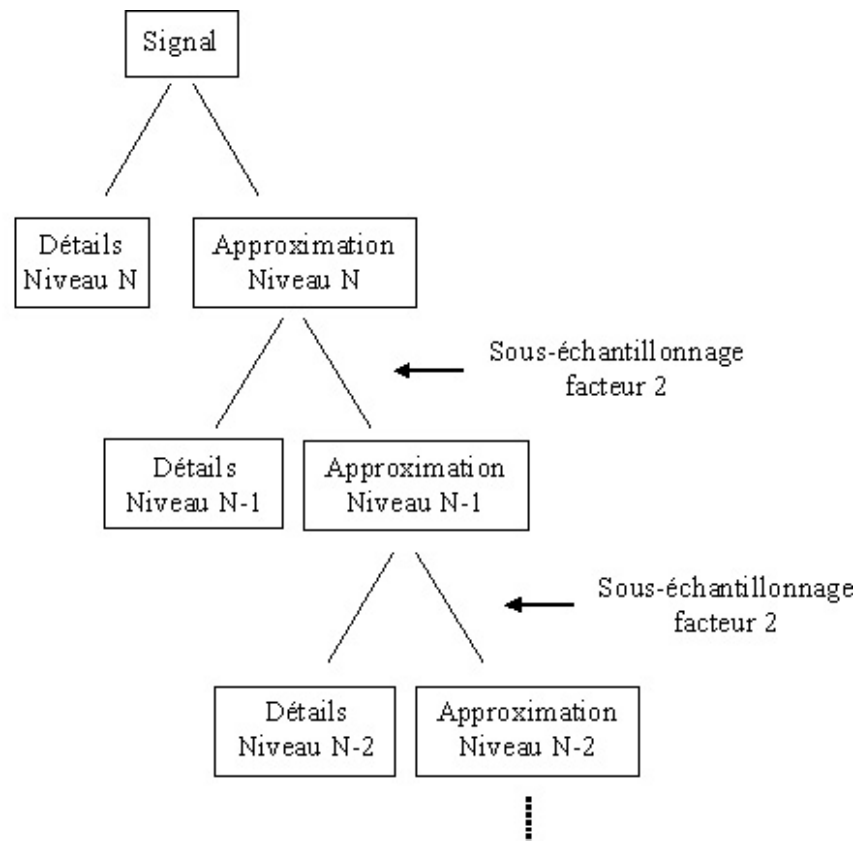 Signal
Détails
Niveau N
Approximation
Niveau N
Sous-échantillonnage
facteur 2
Détails
Niveau N-1
Approximation
Niveau N-1
Sous-échantillonnage
facteur 2
Détails
Niveau N-2
Approximation
Niveau N-2